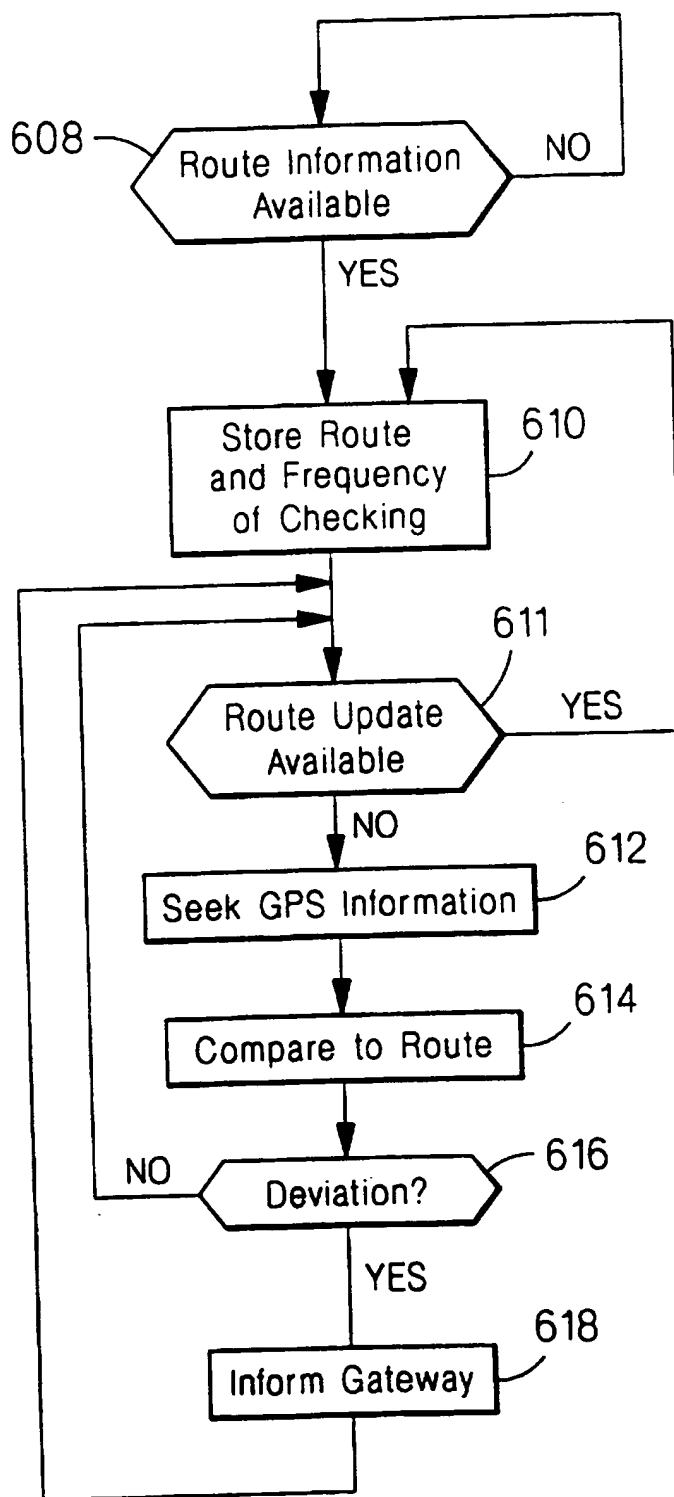 608
Route Information
Available
NO
YES
Store Route
and Frequency
of Checking
610
611
Route Update
Available
YES
NO
612
Seek GPS Information
614
Compare to Route
NO
616
Deviation?
YES
618
Inform Gateway